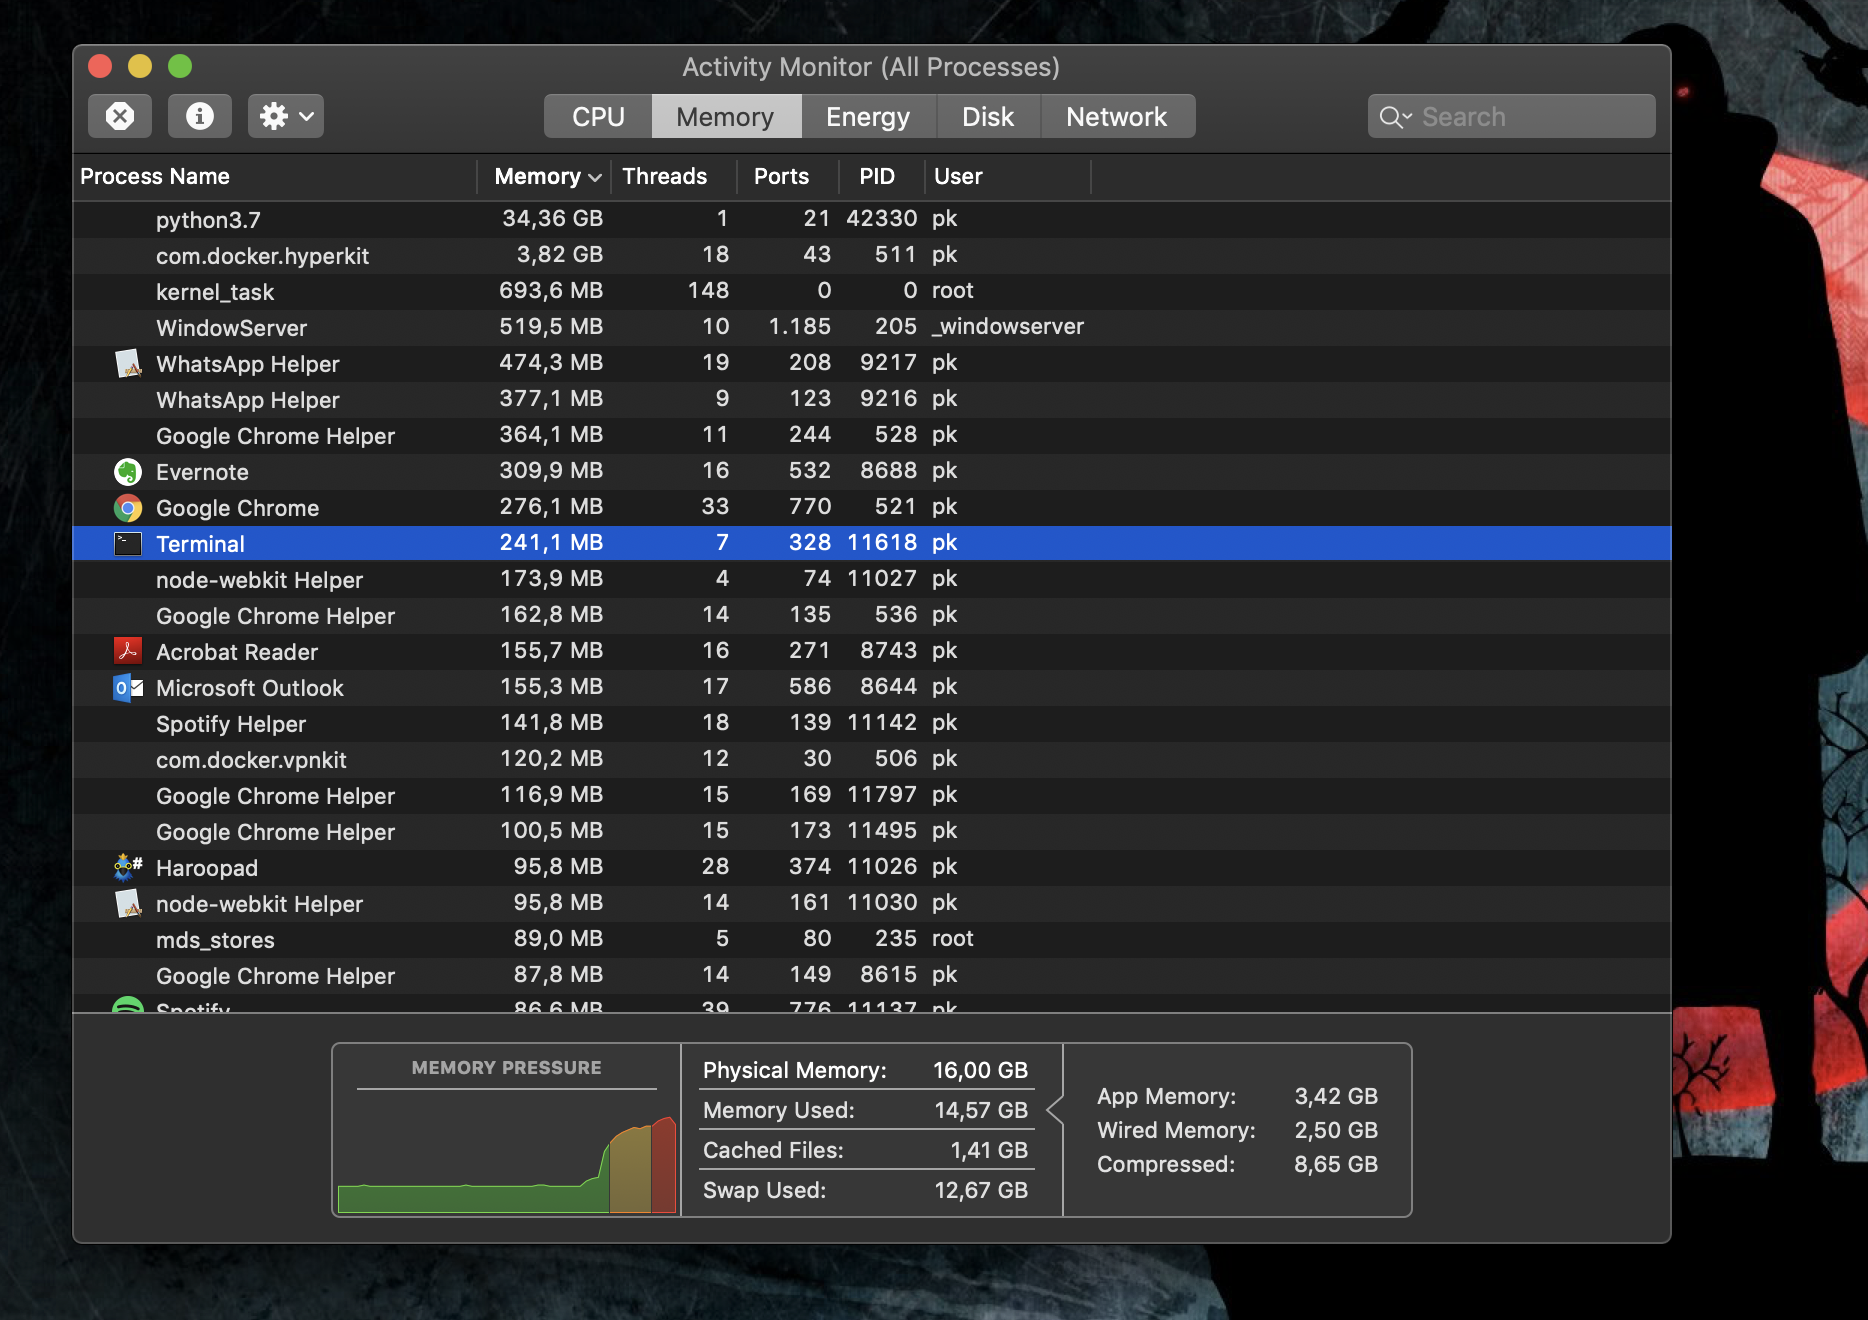 Activity Monitor (All Processes)
CPU Memory Energy Disk Network Search
Process Name Memory Threads Ports PID User
python3.7 34,36 GB 1 21 42330 pk
com.docker.hyperkit 3,82 GB 18 43 511 pk
kernel_task 693,6 MB 148 0 0 root
WindowServer 519,5 MB 10 1.185 205 _windowserver
WhatsApp Helper 474,3 MB 19 208 9217 pk
WhatsApp Helper 377,1 MB 9 123 9216 pk
Google Chrome Helper 364,1 MB 11 244 528 pk
Evernote 309,9 MB 16 532 8688 pk
Google Chrome 276,1 MB 33 770 521 pk
Terminal 241,1 MB 7 328 11618 pk
node-webkit Helper 173,9 MB 4 74 11027 pk
Google Chrome Helper 162,8 MB 14 135 536 pk
Acrobat Reader 155,7 MB 16 271 8743 pk
Microsoft Outlook 155,3 MB 17 586 8644 pk
Spotify Helper 141,8 MB 18 139 11142 pk
com.docker.vpnkit 120,2 MB 12 30 506 pk
Google Chrome Helper 116,9 MB 15 169 11797 pk
Google Chrome Helper 100,5 MB 15 173 11495 pk
Haroopad 95,8 MB 28 374 11026 pk
node-webkit Helper 95,8 MB 14 161 11030 pk
mds_stores 89,0 MB 5 80 235 root
Google Chrome Helper 87,8 MB 14 149 8615 pk
Spotify 86,6 MB 39 776 11137 pk
MEMORY PRESSURE
Physical Memory: 16,00 GB
Memory Used: 14,57 GB
Cached Files: 1,41 GB
Swap Used: 12,67 GB
App Memory: 3,42 GB
Wired Memory: 2,50 GB
Compressed: 8,65 GB